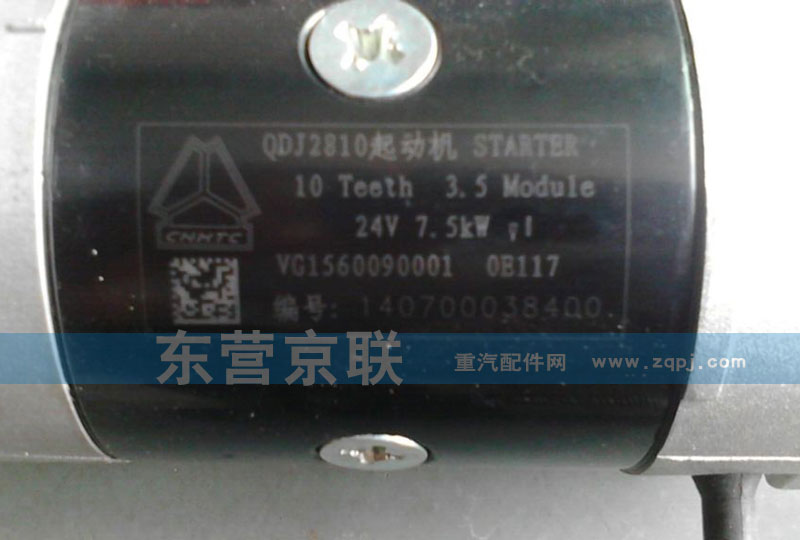 QDJ2810起动机 STARTER
10 Teeth 3.5 Module
24V 7.5kW
CNHTC
VG1560090001 0E117
编号: 140700038400
东营京联 重汽配件网 www.zqpj.com